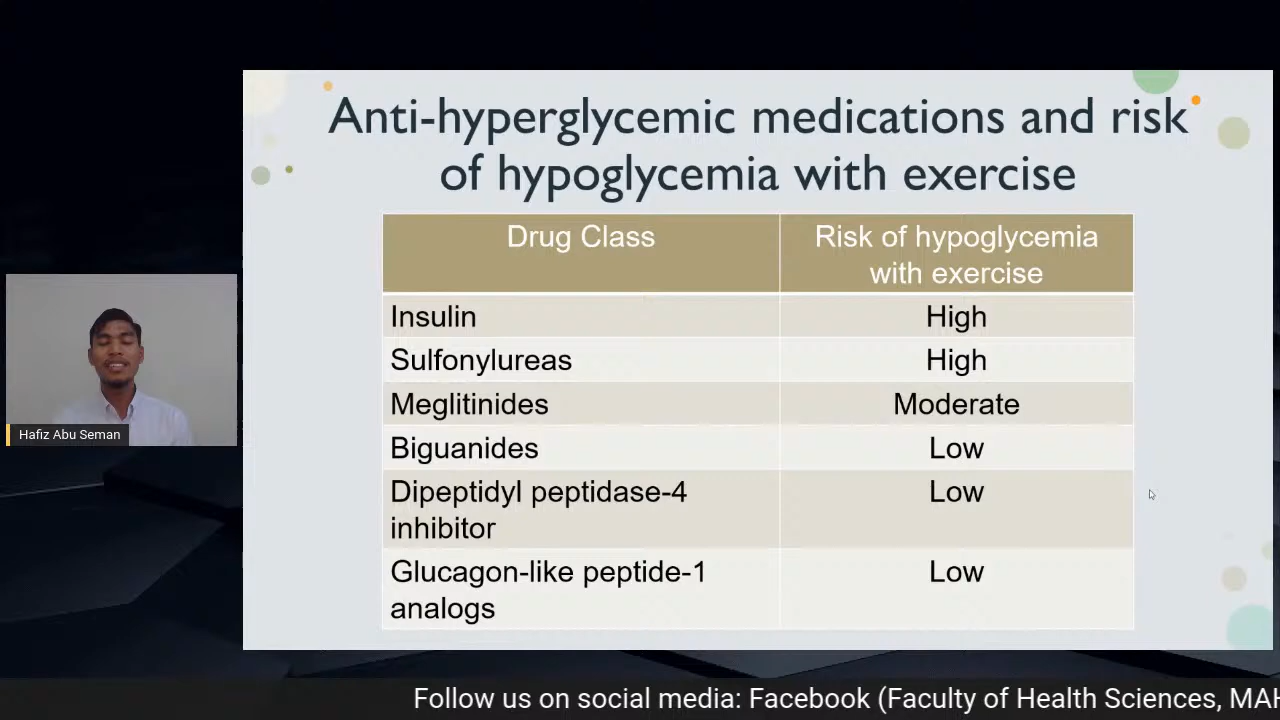 Anti-hyperglycemic medications and risk
of hypoglycemia with exercise
Drug Class
Risk of hypoglycemia
with exercise
Insulin
High
Sulfonylureas
High
Meglitinides
Moderate
Biguanides
Low
Dipeptidyl peptidase-4
inhibitor
Low
Glucagon-like peptide-1
analogs
Low
Hafiz Abu Seman
Follow us on social media: Facebook (Faculty of Health Sciences, MAH